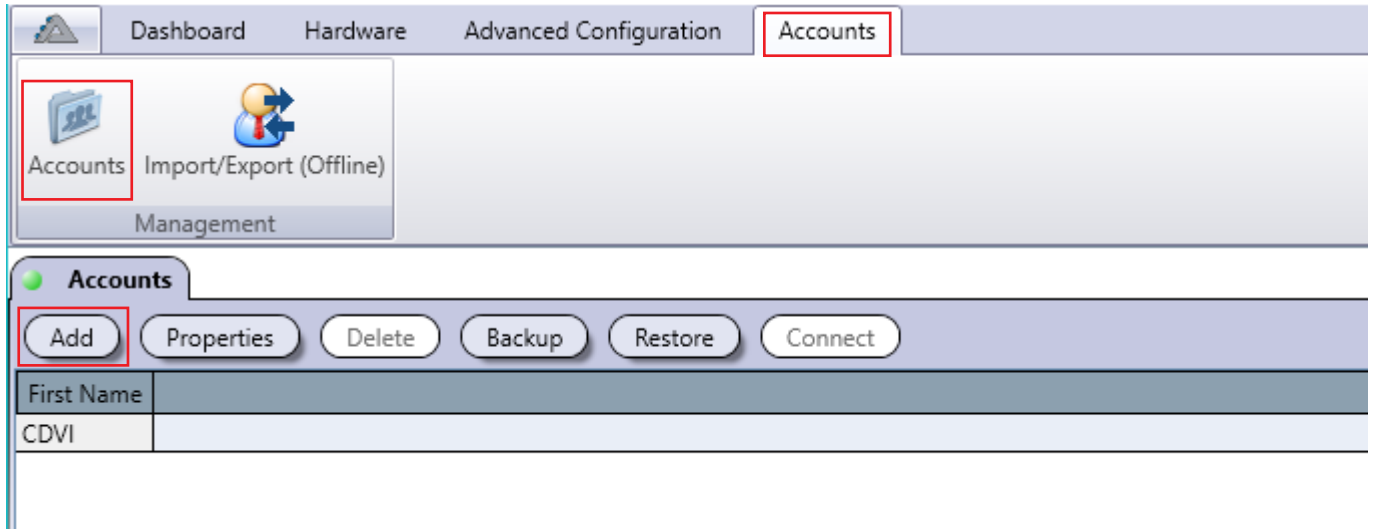 Dashboard Hardware Advanced Configuration Accounts
Accounts Import/Export (Offline)
Management
Accounts
Add Properties Delete Backup Restore Connect
First Name
CDVI